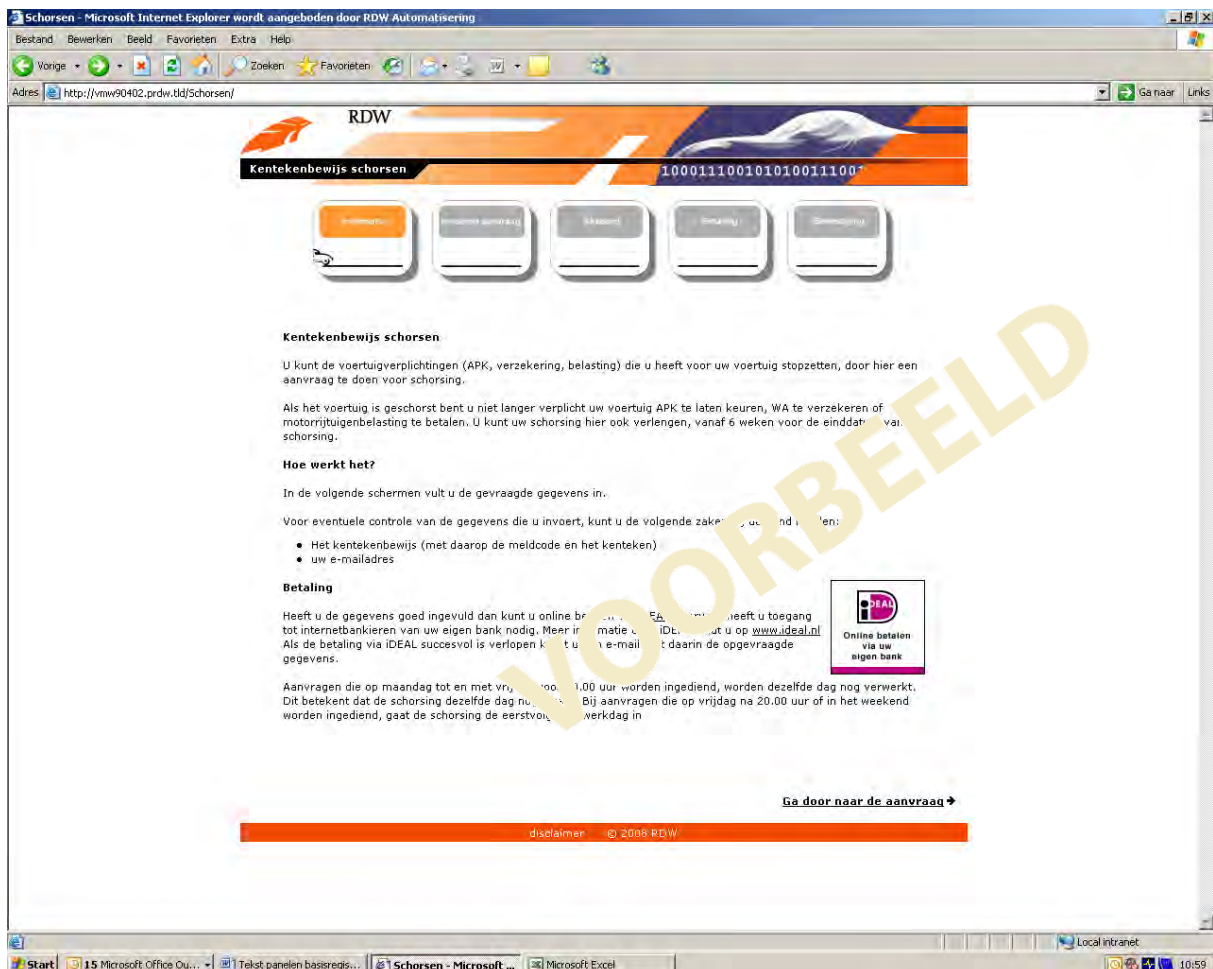 Schorsen - Microsoft Internet Explorer wordt aangeboden door RDW Automatisering
Bestand Bewerken Beeld Favorieten Extra Help
Vorige Zoeken Favorieten
Adres http://vmw90402.prdw.tld/Schorsen/ Ga naar Links
RDW
Kentekenbewijs schorsen
1000111001010100111001
Betaling
Kentekenbewijs schorsen
U kunt de voertuigverplichtingen (APK, verzekering, belasting) die u heeft voor uw voertuig stopzetten, door hier een
aanvraag te doen voor schorsing.
Als het voertuig is geschorst bent u niet langer verplicht uw voertuig APK te laten keuren, WA te verzekeren of
motorrijtuigenbelasting te betalen. U kunt uw schorsing hier ook verlengen, vanaf 6 weken voor de einddatum van
schorsing.
Hoe werkt het?
In de volgende schermen vult u de gevraagde gegevens in.
Voor eventuele controle van de gegevens die u invoert, kunt u de volgende
Het kentekenbewijs (met daarop de meldcode en het kenteken)
uw e-mailadres
Betaling
Heeft u de gegevens goed ingevuld dan kunt u online heeft u toegang
tot internetbankieren van uw eigen bank nodig. Meer u op www.ideal.nl
Als de betaling via iDEAL succesvol is verlopen u e-mail daarin de opgevraagde
gegevens.
iDEAL
Online betalen
via uw
eigen bank
Aanvragen die op maandag tot en met uur worden ingediend, worden dezelfde dag nog verwerkt.
Dit betekent dat de schorsing dezelfde dag Bij aanvragen die op vrijdag na 20.00 uur of in het weekend
worden ingediend, gaat de schorsing de werkdag in
VOORBEELD
Ga door naar de aanvraag
disclaimer © 2008 RDW
Local intranet
Start 15 Microsoft Office Ou... Tekst panelen basisregis... Schorsen - Microsoft ... Microsoft Excel 10:59